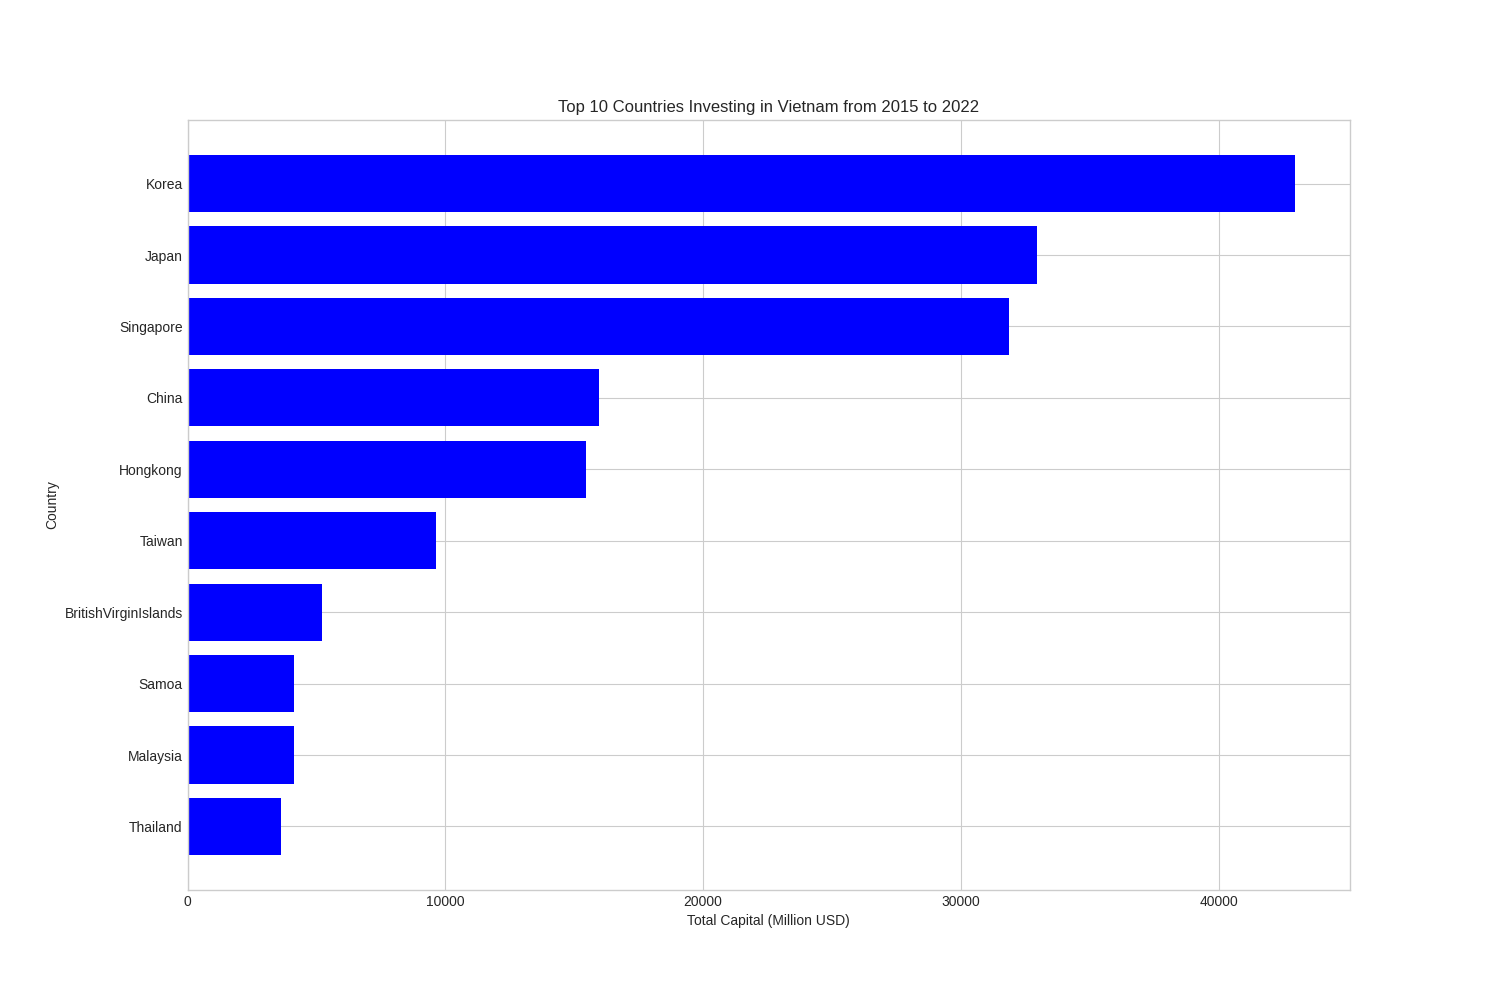 Top 10 Countries Investing in Vietnam from 2015 to 2022
Korea
Japan
Singapore
China
Hongkong
Taiwan
BritishVirginIslands
Samoa
Malaysia
Thailand
Country
0 10000 20000 30000 40000
Total Capital (Million USD)